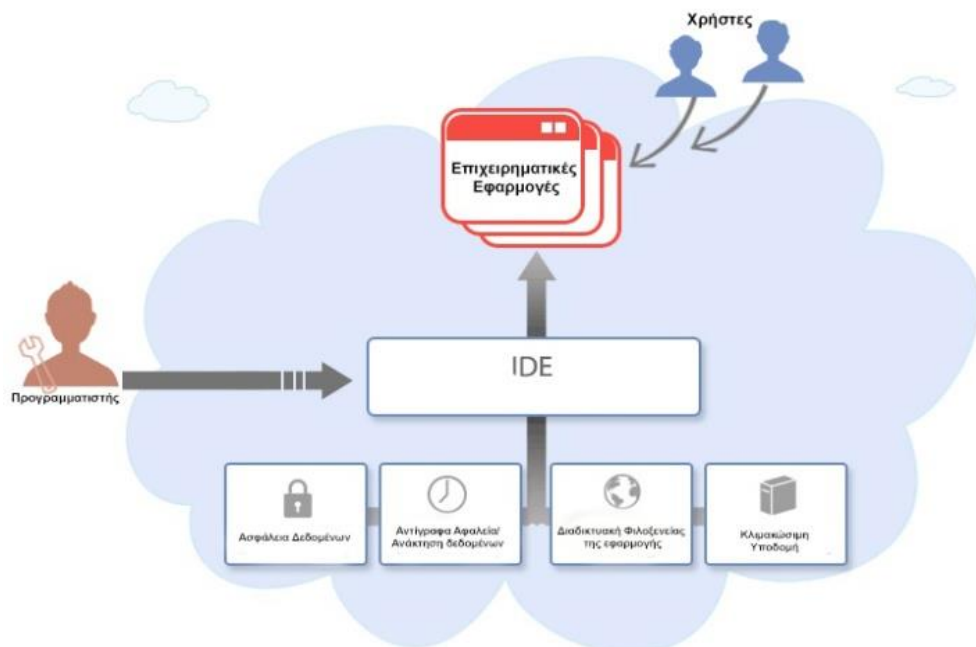 Χρήστες
Επιχειρηματικές
Εφαρμογές
IDE
Προγραμματιστής
Ασφάλεια Δεδομένων
Αντίγραφα Αφαλεία/
Ανάκτηση δεδομένων
Διαδικτυακή Φιλοξενείας
της εφαρμογής
Κλιμακώσιμη
Υποδομή